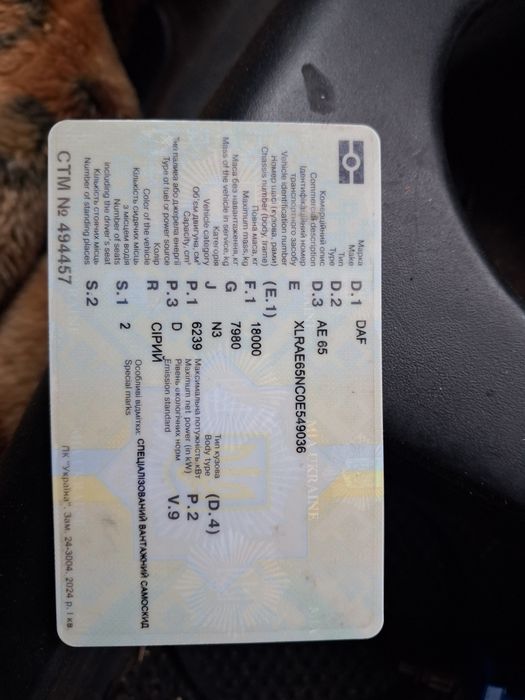 Марка
Make D.1 DAF
Тип
Type D.2
Комерційний опис
Commercial description D.3 AE 65
Ідентифікаційний номер
транспортного засобу
Vehicle identification number E XLRAE65NC0E549036
Номер шасі (кузова, рами)
Chassis number (body, frame) (E.1)
Повна маса, кг
Maximum mass, kg F.1 18000
Маса без навантаження, кг
Mass of the vehicle in service, kg G 7980
Категорія
Vehicle category J N3
Тип кузова
Body type (D.4)
Об'єм двигуна, см³
Capacity, cm³ P.1 6239
Максимальна потужність, кВт
Maximum net power (in kW) P.2
Тип палива або джерела енергії
Type of fuel or power source P.3 D
Рівень екологічних норм
Emission standard V.9
Колір
Color of the vehicle R СІРИЙ
Кількість сидячих місць
з місцем водія
Number of seats
including the driver's seat S.1 2
Особливі відмітки: СПЕЦІАЛІЗОВАНИЙ ВАНТАЖНИЙ САМОСКИД
Special marks
Кількість стоячих місць
Number of standing places S.2
СТМ № 494457
ПК "Україна". Зам. 24-3004, 2024 р. І кв.